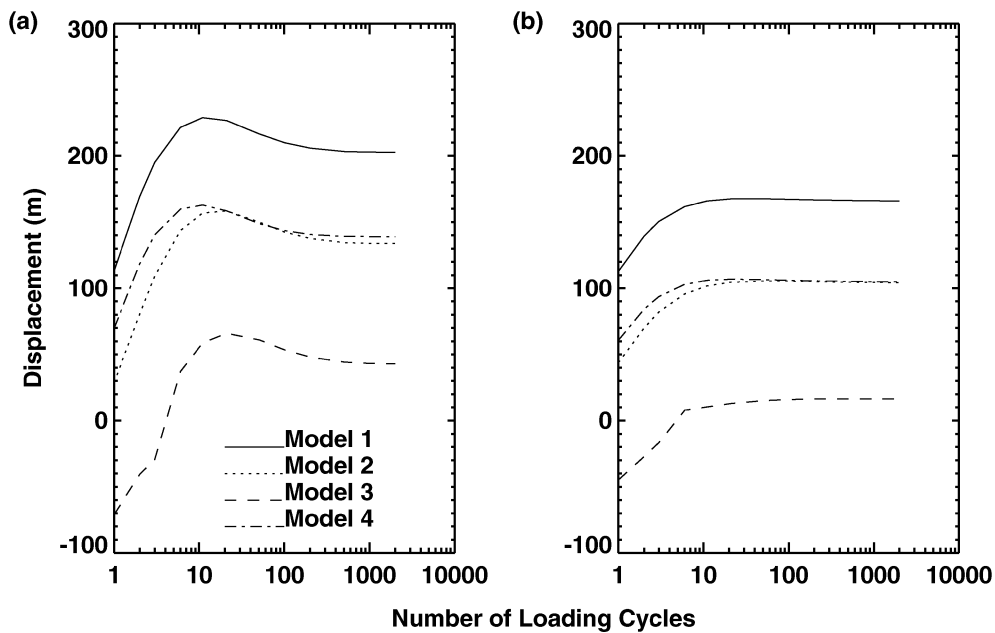 (a)
300
200
100
0
-100
Displacement (m)
Model 1
Model 2
Model 3
Model 4
1 10 100 1000 10000
(b)
300
200
100
0
-100
1 10 100 1000 10000
Number of Loading Cycles